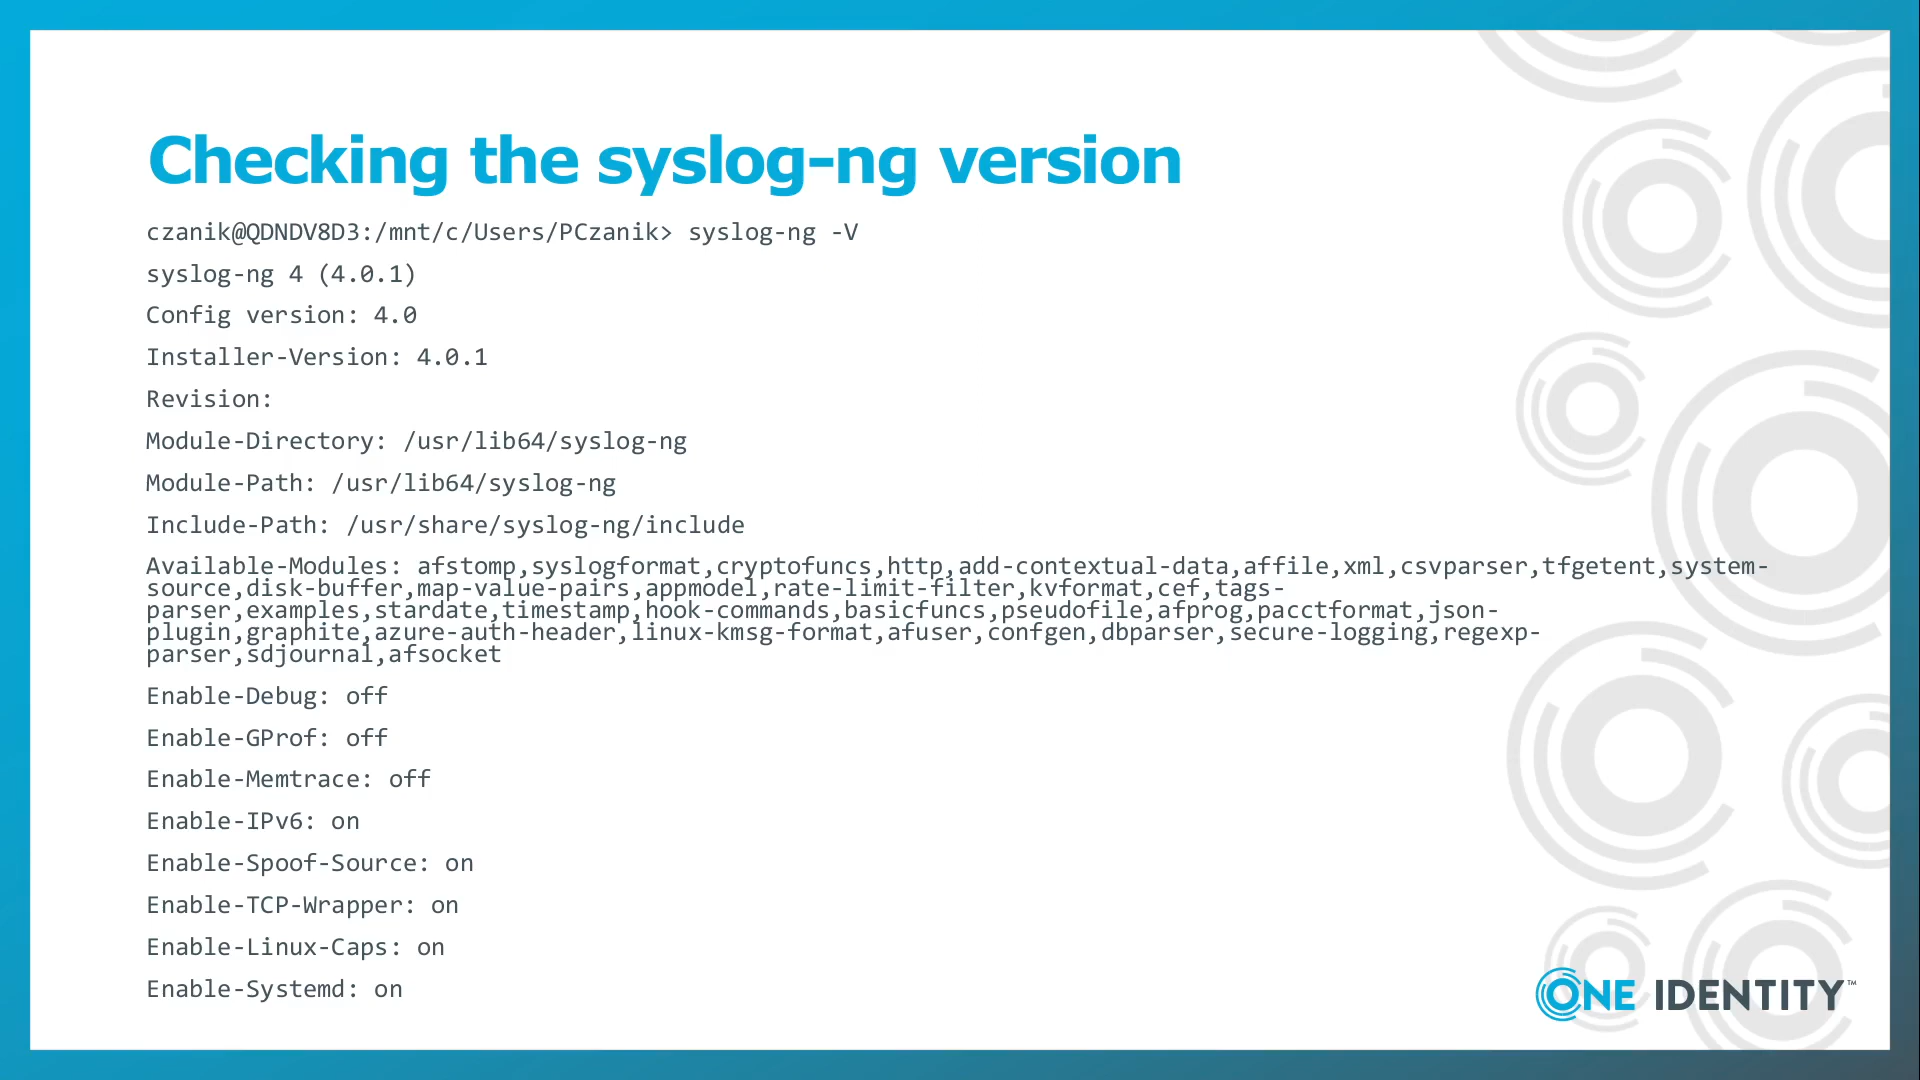 Checking the syslog-ng version
czanik@QDNDV8D3:/mnt/c/Users/PCzanik> syslog-ng -V
syslog-ng 4 (4.0.1)
Config version: 4.0
Installer-Version: 4.0.1
Revision:
Module-Directory: /usr/lib64/syslog-ng
Module-Path: /usr/lib64/syslog-ng
Include-Path: /usr/share/syslog-ng/include
Available-Modules: afstomp,syslogformat,cryptofuncs,http,add-contextual-data,affile,xml,csvparser,tfgetent,system-
source,disk-buffer,map-value-pairs,appmodel,rate-limit-filter,kvformat,cef,tags-
parser,examples,stardate,timestamp,hook-commands,basicfuncs,pseudofile,afprog,pacctformat,json-
plugin,graphite,azure-auth-header,linux-kmsg-format,afuser,confgen,dbparser,secure-logging,regexp-
parser,sdjournal,afsocket
Enable-Debug: off
Enable-GProf: off
Enable-Memtrace: off
Enable-IPv6: on
Enable-Spoof-Source: on
Enable-TCP-Wrapper: on
Enable-Linux-Caps: on
Enable-Systemd: on
ONE IDENTITY™